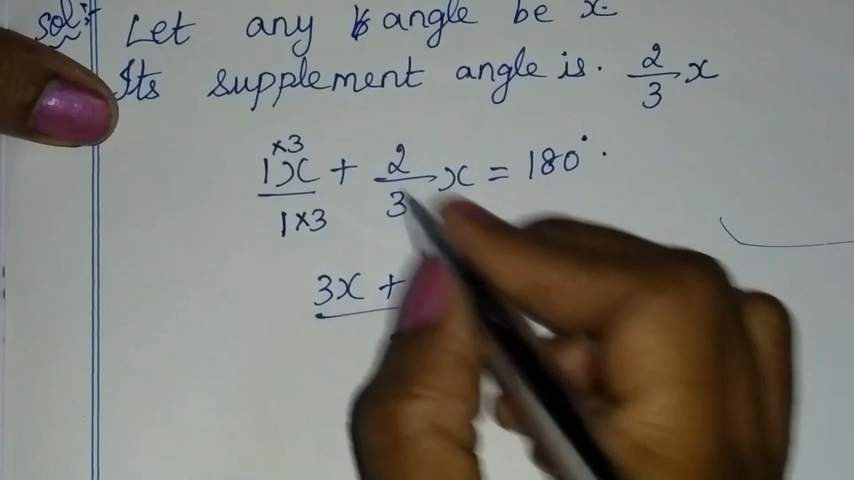 Sol:-
Let any angle be x.
Its supplement angle is. 2/3 x
×3
1x/1×3 + 2/3 x = 180°.
3x +